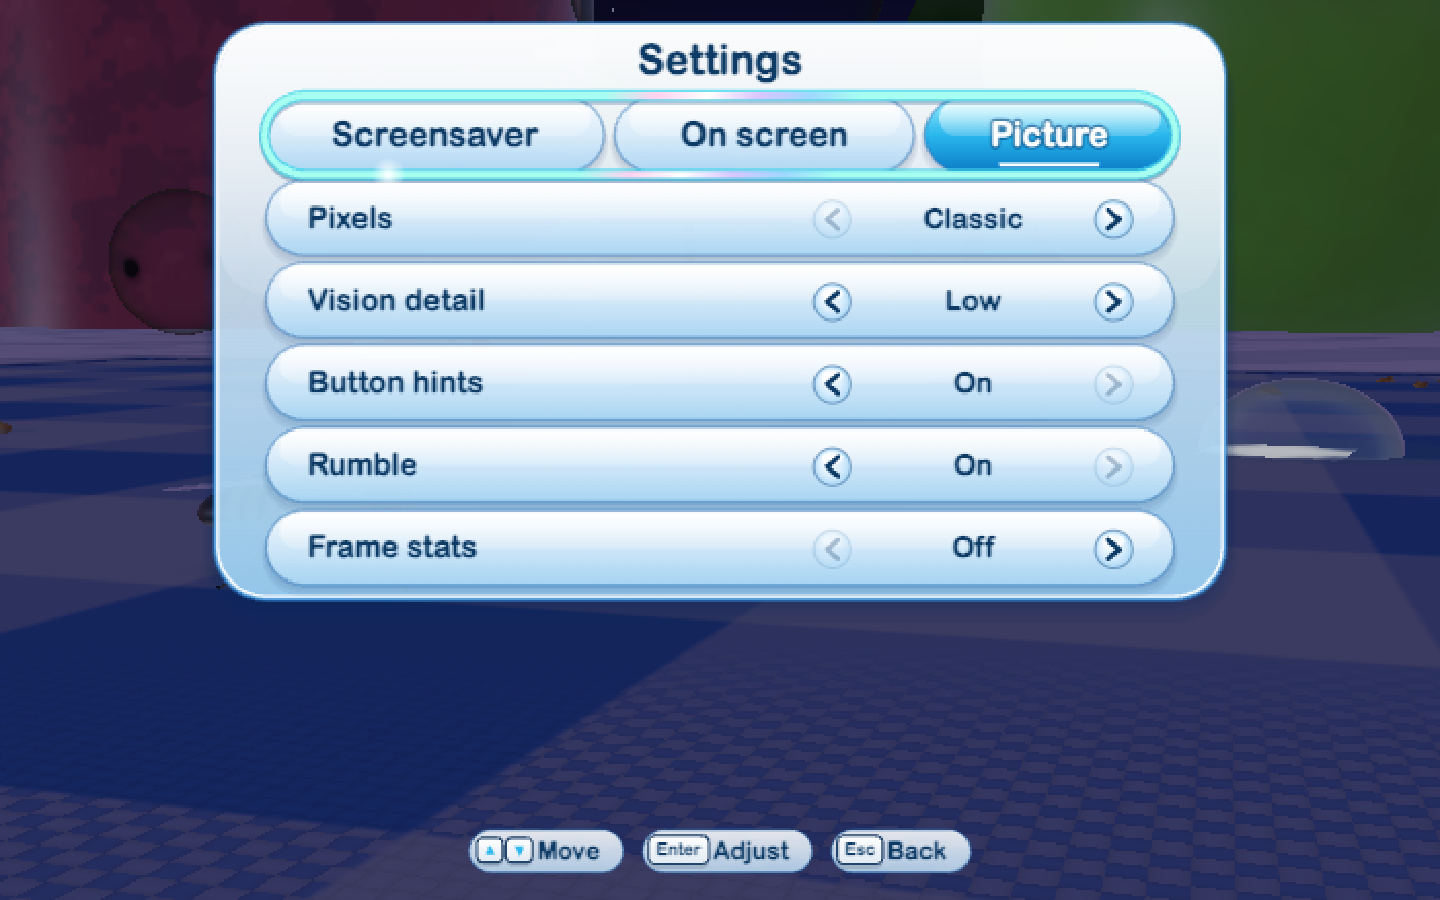 Settings
Screensaver On screen Picture
Pixels Classic
Vision detail Low
Button hints On
Rumble On
Frame stats Off
Move Enter Adjust Esc Back